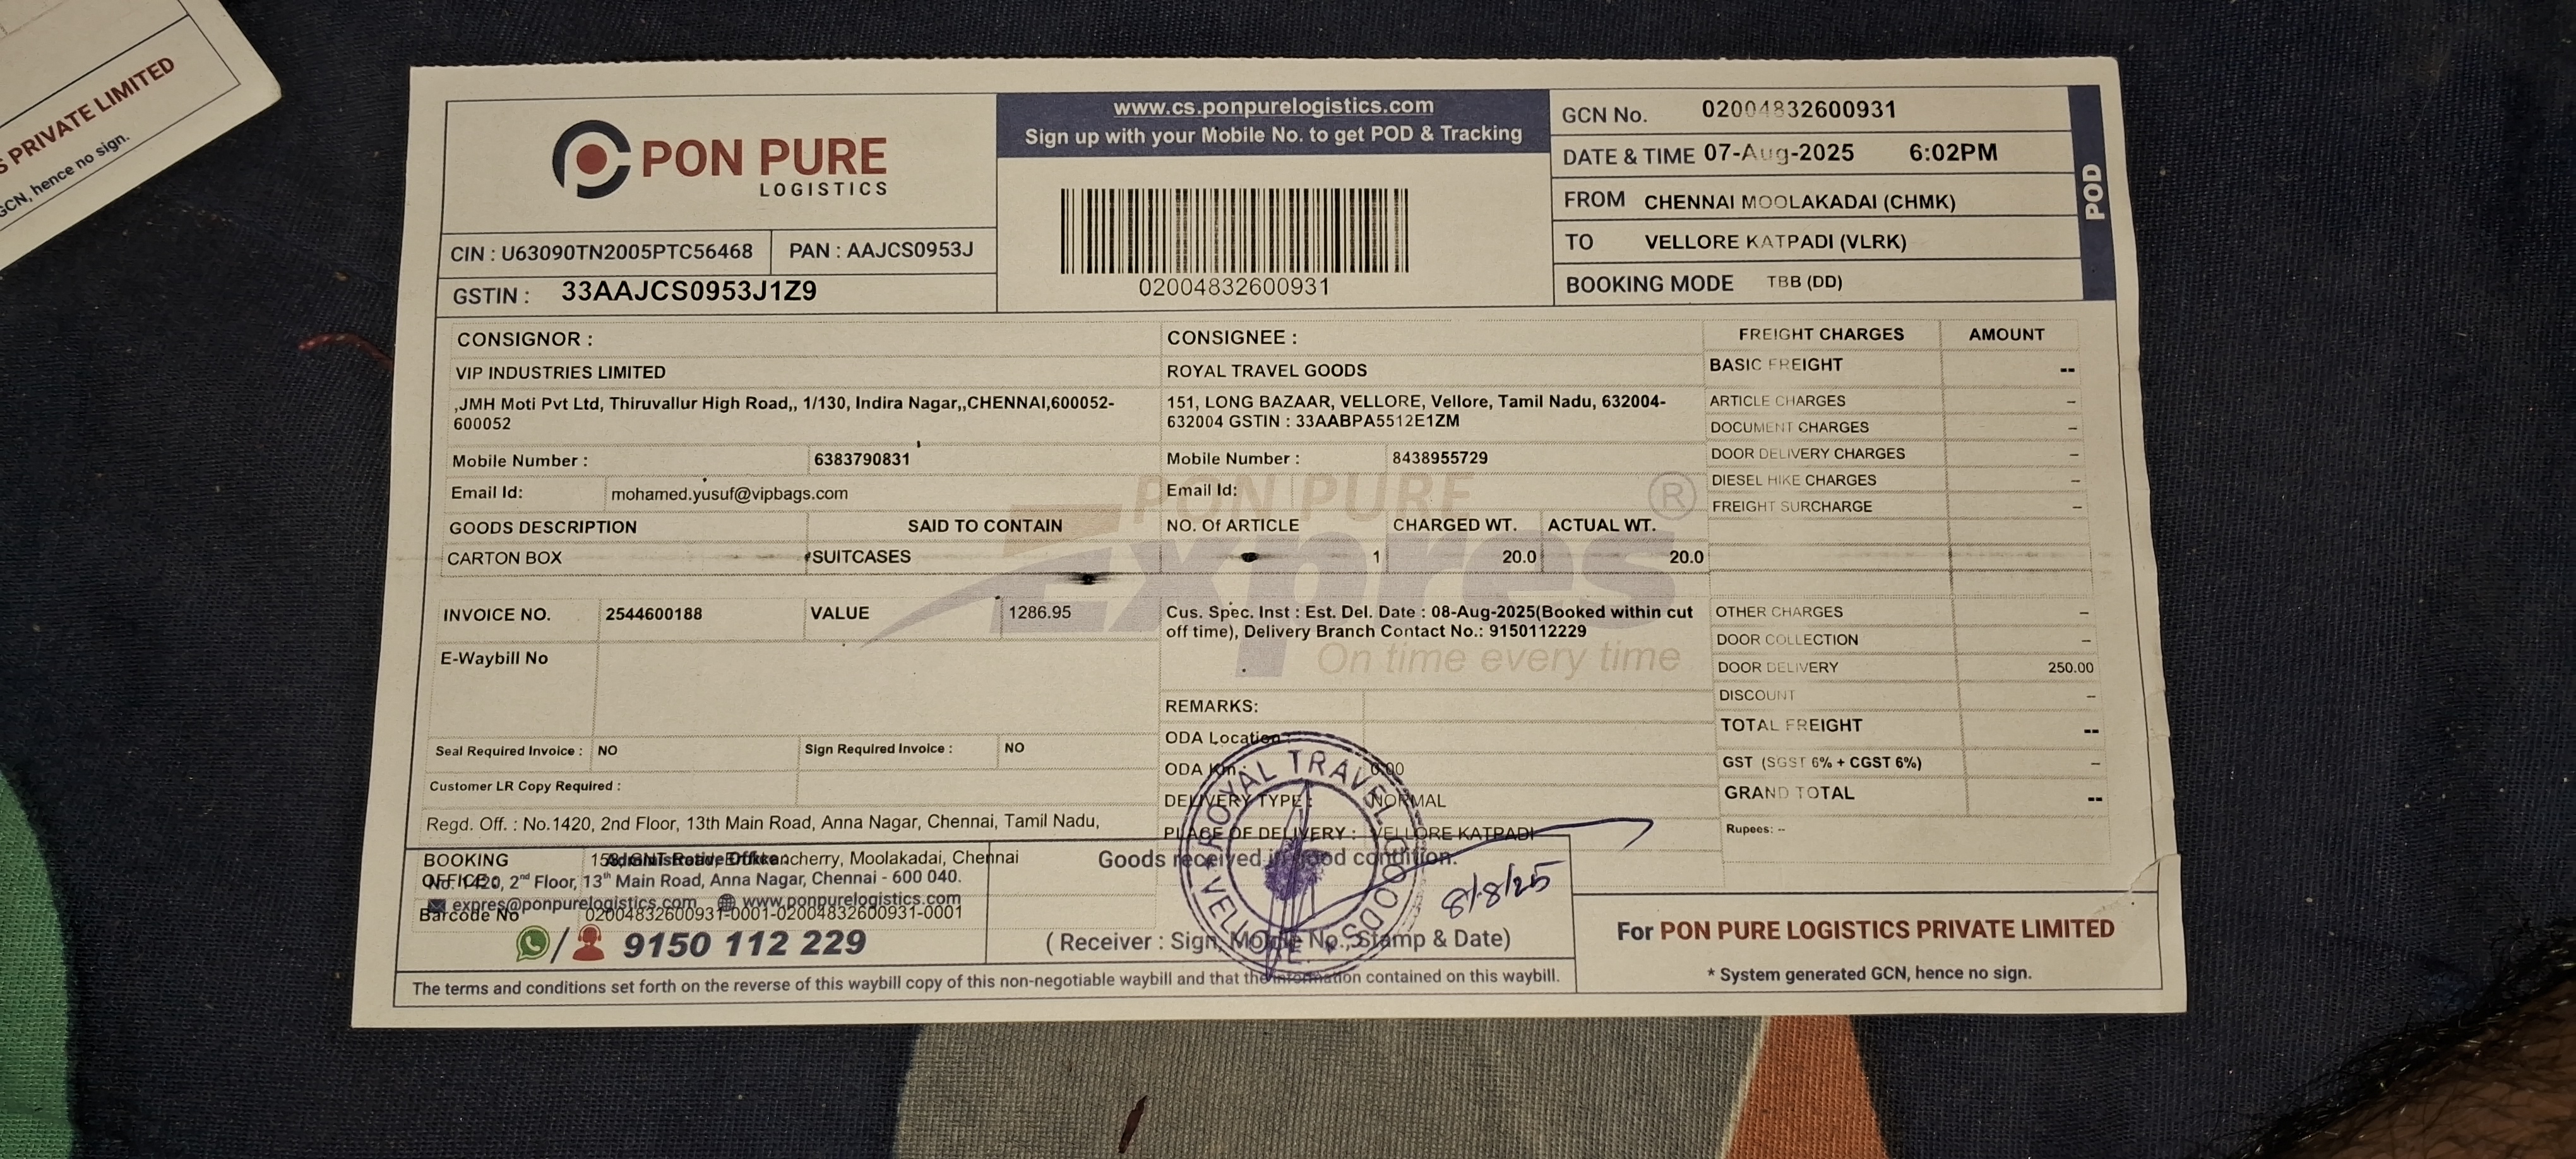 S PRIVATE LIMITED
GCN, hence no sign.
PON PURE
LOGISTICS
CIN : U63090TN2005PTC56468
PAN : AAJCS0953J
GSTIN : 33AAJCS0953J1Z9
www.cs.ponpurelogistics.com
Sign up with your Mobile No. to get POD & Tracking
02004832600931
GCN No. 02004832600931
DATE & TIME 07-Aug-2025 6:02PM
FROM CHENNAI MOOLAKADAI (CHMK)
TO VELLORE KATPADI (VLRK)
BOOKING MODE TBB (DD)
POD
CONSIGNOR :
VIP INDUSTRIES LIMITED
,JMH Moti Pvt Ltd, Thiruvallur High Road,, 1/130, Indira Nagar,,CHENNAI,600052-
600052
Mobile Number : 6383790831
Email Id: mohamed.yusuf@vipbags.com
CONSIGNEE :
ROYAL TRAVEL GOODS
151, LONG BAZAAR, VELLORE, Vellore, Tamil Nadu, 632004-
632004 GSTIN : 33AABPA5512E1ZM
Mobile Number : 8438955729
Email Id:
PON PURE
Expres ®
On time every time
GOODS DESCRIPTION SAID TO CONTAIN NO. Of ARTICLE CHARGED WT. ACTUAL WT.
CARTON BOX SUITCASES 1 20.0 20.0
INVOICE NO. 2544600188 VALUE 1286.95
E-Waybill No
Seal Required Invoice : NO Sign Required Invoice : NO
Customer LR Copy Required :
Regd. Off. : No.1420, 2nd Floor, 13th Main Road, Anna Nagar, Chennai, Tamil Nadu,
Cus. Spec. Inst : Est. Del. Date : 08-Aug-2025(Booked within cut
off time), Delivery Branch Contact No.: 9150112229
REMARKS:
ODA Location :
ODA Km : 0.00
DELIVERY TYPE : NORMAL
PLACE OF DELIVERY : VELLORE KATPADI
FREIGHT CHARGES AMOUNT
BASIC FREIGHT --
ARTICLE CHARGES --
DOCUMENT CHARGES --
DOOR DELIVERY CHARGES --
DIESEL HIKE CHARGES --
FREIGHT SURCHARGE --
OTHER CHARGES --
DOOR COLLECTION --
DOOR DELIVERY 250.00
DISCOUNT --
TOTAL FREIGHT --
GST (SGST 6% + CGST 6%) --
GRAND TOTAL --
Rupees: --
BOOKING
OFFICE :
Administrative Office :
Moolakadai, Chennai
No. 1420, 2nd Floor, 13th Main Road, Anna Nagar, Chennai - 600 040.
expres@ponpurelogistics.com www.ponpurelogistics.com
Barcode No 02004832600931-0001-02004832600931-0001
9150 112 229
Goods received in good condition.
ROYAL TRAVEL GOODS
VELLORE
8/8/25
( Receiver : Sign, Mobile No., Stamp & Date)
The terms and conditions set forth on the reverse of this waybill copy of this non-negotiable waybill and that the information contained on this waybill.
For PON PURE LOGISTICS PRIVATE LIMITED
* System generated GCN, hence no sign.